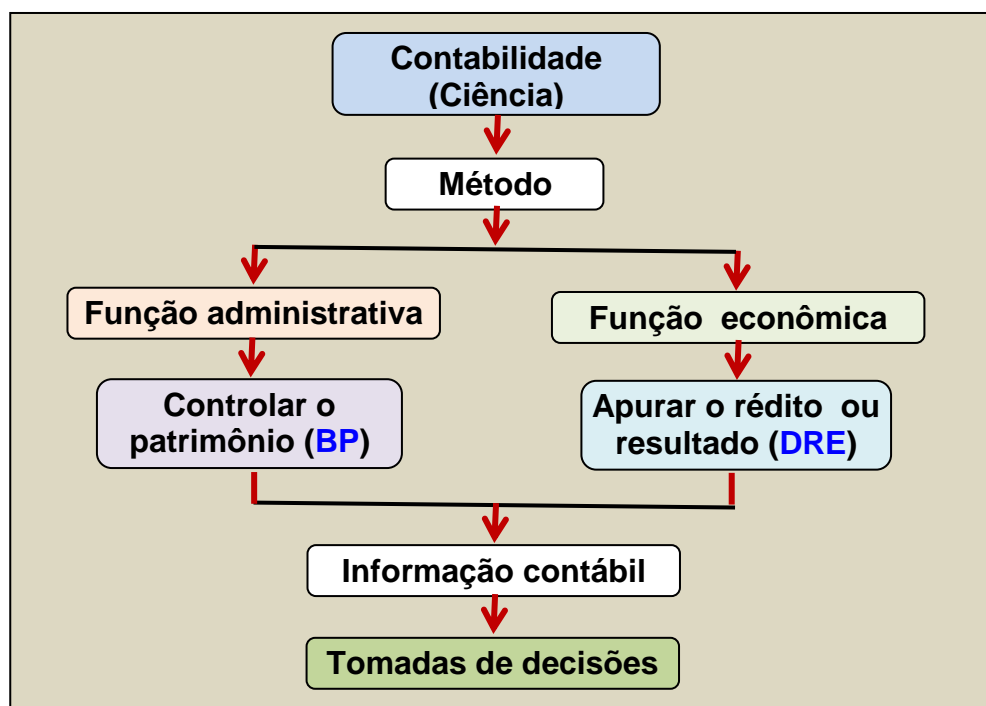 Contabilidade
(Ciência)
Método
Função administrativa
Função econômica
Controlar o
patrimônio (BP)
Apurar o rédito ou
resultado (DRE)
Informação contábil
Tomadas de decisões